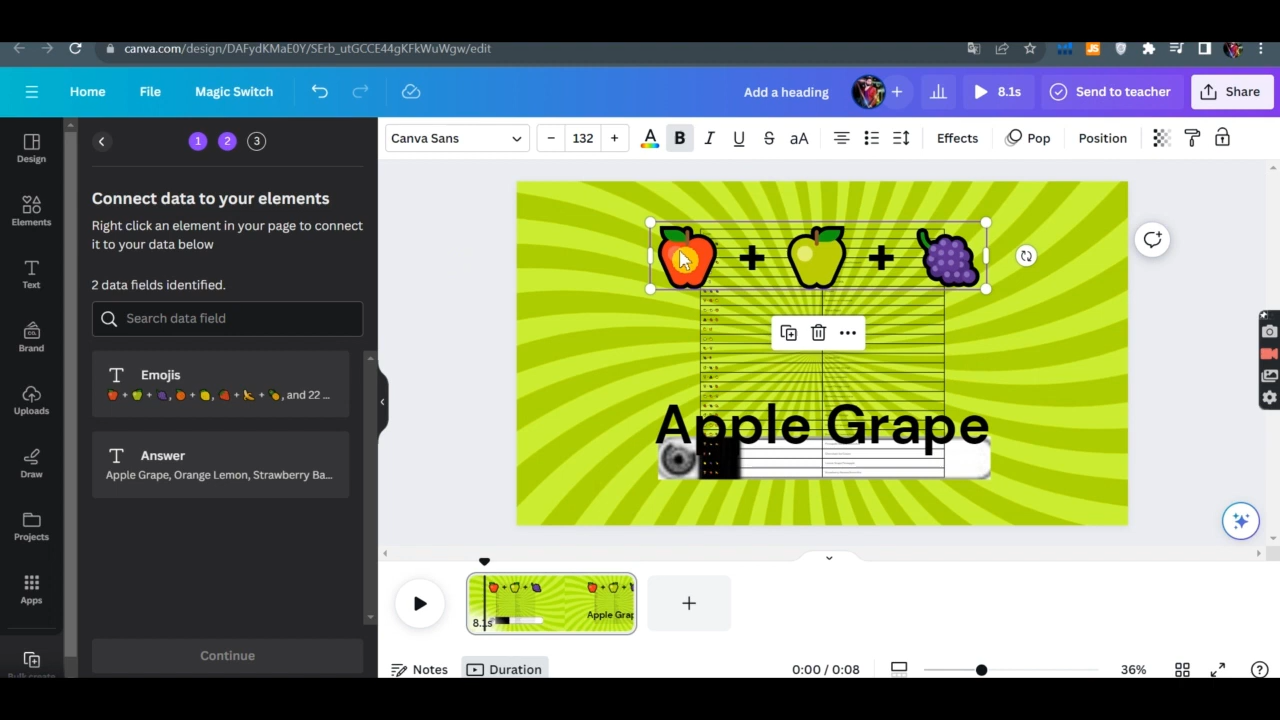 canva.com/design/DAFydKMaE0Y/SErb_utGCCE44gKFkWuWgw/edit
Home File Magic Switch Add a heading 8.1s Send to teacher Share
Canva Sans − 132 + A B I U S aA Effects Pop Position
Design
Elements
Text
Brand
Uploads
Draw
Projects
Apps
Bulk create
1 2 3
Connect data to your elements
Right click an element in your page to connect
it to your data below
2 data fields identified.
Search data field
Emojis
🍎 + 🍏 + 🍇, 🍊 + 🍋, 🍓 + 🍌 + 🍍, and 22 ...
Answer
Apple Grape, Orange Lemon, Strawberry Ba...
Continue
🍎 + 🍏 + 🍇
Apple Grape
8.1s
Apple Grap
Notes Duration 0:00 / 0:08 36%